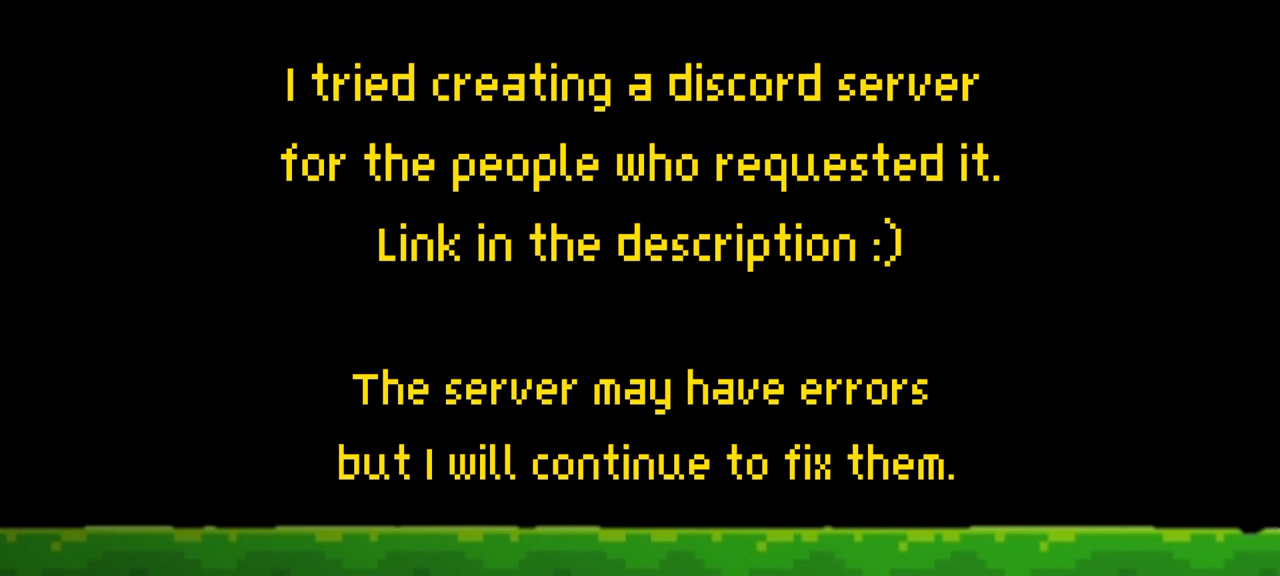 I tried creating a discord server
for the people who requested it.
Link in the description :)
The server may have errors
but I will continue to fix them.